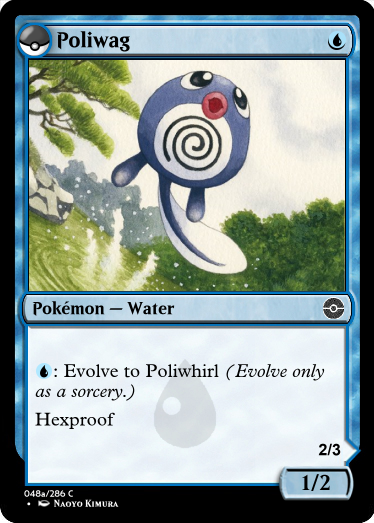 Poliwag
Pokémon — Water
: Evolve to Poliwhirl (Evolve only
as a sorcery.)
Hexproof
2/3
1/2
048a/286 C
• Naoyo Kimura